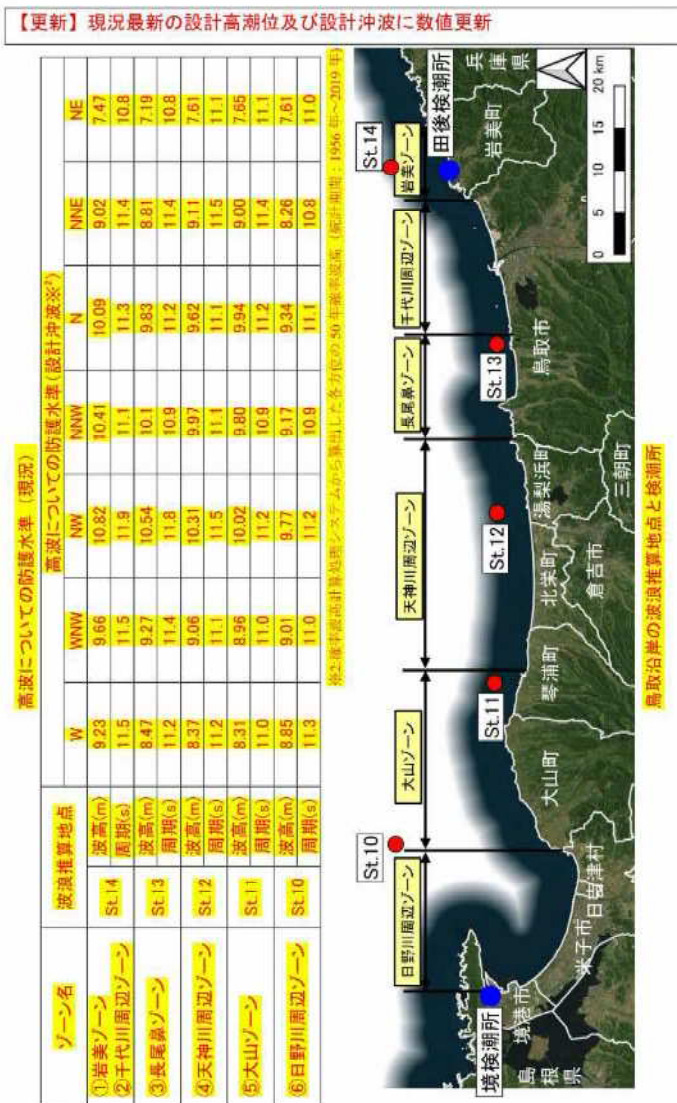 【更新】現況最新の設計高潮位及び設計沖波に数値更新
高波についての防護水準（現況）
ゾーン名 波浪推算地点 高波についての防護水準(設計沖波※²)
W WNW NW NNW N NNE NE
①岩美ゾーン St.14 波高(m) 9.23 9.66 10.82 10.41 10.09 9.02 7.47
②千代川周辺ゾーン 周期(s) 11.5 11.5 11.9 11.1 11.3 11.4 10.8
③長尾鼻ゾーン St.13 波高(m) 8.47 9.27 10.54 10.1 9.83 8.81 7.19
周期(s) 11.2 11.4 11.8 10.9 11.2 11.4 10.8
④天神川周辺ゾーン St.12 波高(m) 8.37 9.06 10.31 9.97 9.62 9.11 7.61
周期(s) 11.2 11.1 11.5 11.1 11.1 11.5 11.1
⑤大山ゾーン St.11 波高(m) 8.31 8.96 10.02 9.80 9.94 9.00 7.65
周期(s) 11.0 11.0 11.2 10.9 11.2 11.4 11.1
⑥日野川周辺ゾーン St.10 波高(m) 8.85 9.01 9.77 9.17 9.34 8.26 7.61
周期(s) 11.3 11.0 11.2 10.9 11.1 10.8 11.0
※2:確率波高計算処理システムから算出した各方位の50年確率波高（統計期間：1956年~2019年）
St.10
St.14
日野川周辺ゾーン
大山ゾーン
天神川周辺ゾーン
長尾鼻ゾーン
千代川周辺ゾーン
岩美ゾーン
境検潮所
St.11
St.12
St.13
田後検潮所
島根県
境港市
米子市
日吉津村
大山町
琴浦町
北栄町
倉吉市
湯梨浜町
三朝町
鳥取市
岩美町
兵庫県
0 5 10 15 20 km
鳥取沿岸の波浪推算地点と検潮所